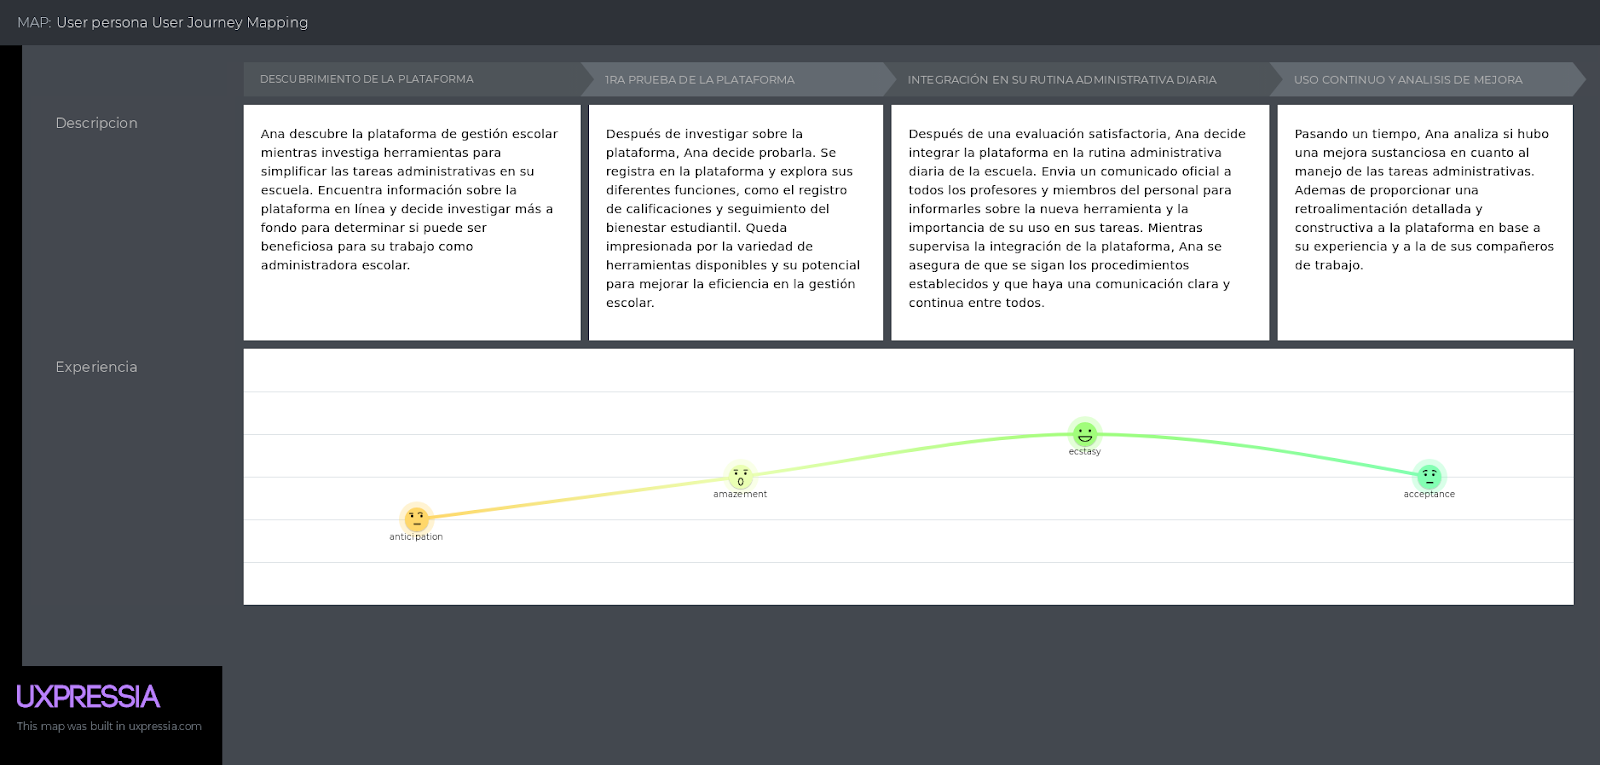 MAP: User persona User Journey Mapping
DESCUBRIMIENTO DE LA PLATAFORMA
1RA PRUEBA DE LA PLATAFORMA
INTEGRACIÓN EN SU RUTINA ADMINISTRATIVA DIARIA
USO CONTINUO Y ANALISIS DE MEJORA
Descripcion
Ana descubre la plataforma de gestión escolar
mientras investiga herramientas para
simplificar las tareas administrativas en su
escuela. Encuentra información sobre la
plataforma en línea y decide investigar más a
fondo para determinar si puede ser
beneficiosa para su trabajo como
administradora escolar.
Después de investigar sobre la
plataforma, Ana decide probarla. Se
registra en la plataforma y explora sus
diferentes funciones, como el registro
de calificaciones y seguimiento del
bienestar estudiantil. Queda
impresionada por la variedad de
herramientas disponibles y su potencial
para mejorar la eficiencia en la gestión
escolar.
Después de una evaluación satisfactoria, Ana decide
integrar la plataforma en la rutina administrativa
diaria de la escuela. Envia un comunicado oficial a
todos los profesores y miembros del personal para
informarles sobre la nueva herramienta y la
importancia de su uso en sus tareas. Mientras
supervisa la integración de la plataforma, Ana se
asegura de que se sigan los procedimientos
establecidos y que haya una comunicación clara y
continua entre todos.
Pasando un tiempo, Ana analiza si hubo
una mejora sustanciosa en cuanto al
manejo de las tareas administrativas.
Ademas de proporcionar una
retroalimentación detallada y
constructiva a la plataforma en base a
su experiencia y a la de sus compañeros
de trabajo.
Experiencia
anticipation
amazement
ecstasy
acceptance
UXPRESSIA
This map was built in uxpressia.com